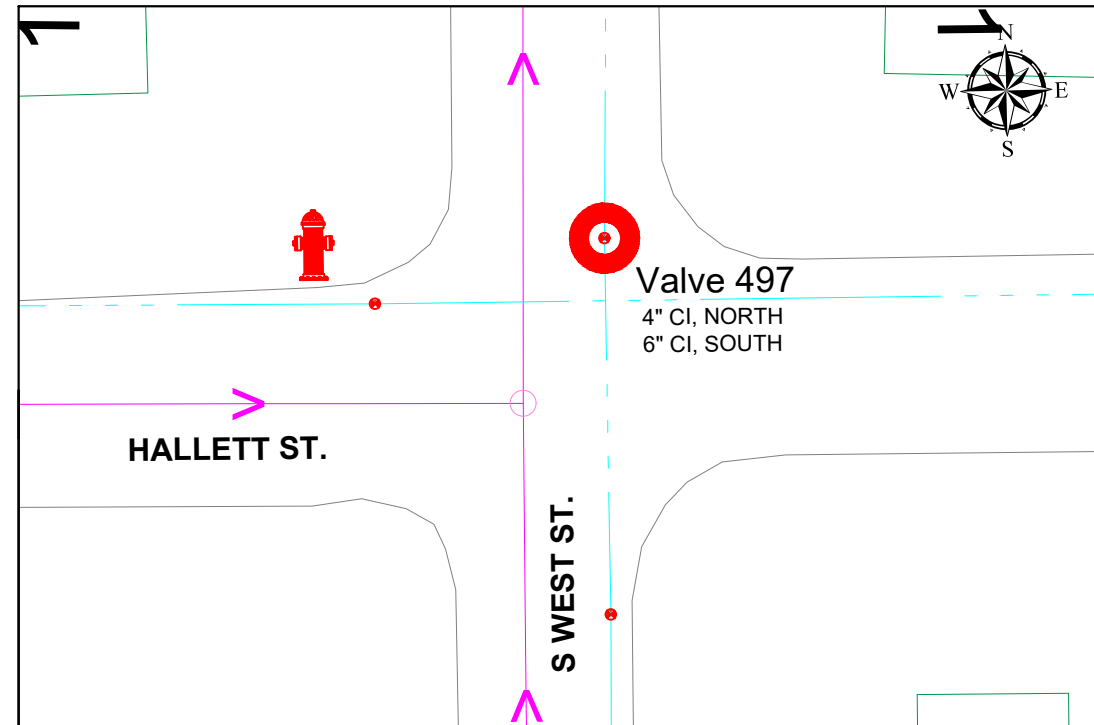 N
W E
S
Valve 497
4" CI, NORTH
6" CI, SOUTH
HALLETT ST.
S WEST ST.